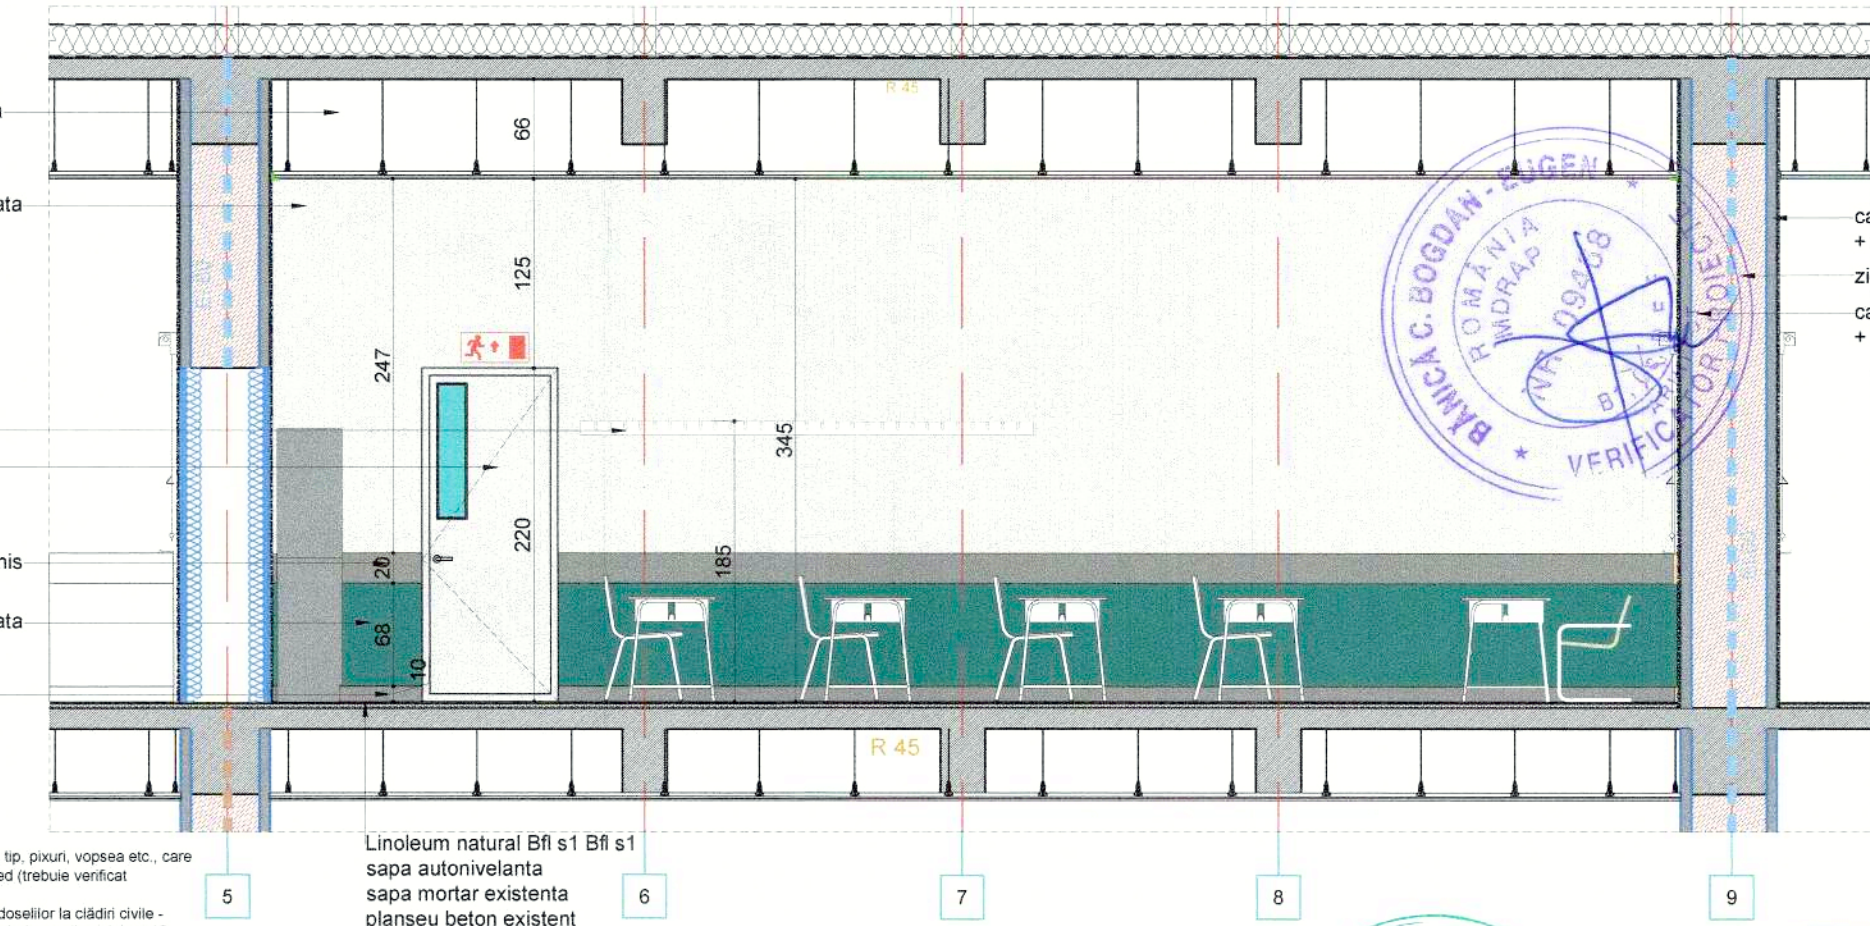 R 45
66
ata
125
247
220
20
68
10
185
345
his
ata
ca
+
zi
ca
+
BĂNICĂ C. BOGDAN - EUGEN
ROMÂNIA
MDRAP
VERIFICATOR PROIECTE
R 45
Linoleum natural Bfl s1 Bfl s1
sapa autonivelanta
sapa mortar existenta
planseu beton existent
tip, pixuri, vopsea etc., care
ed (trebuie verificat
doselilor la clădiri civile -
5
6
7
8
9